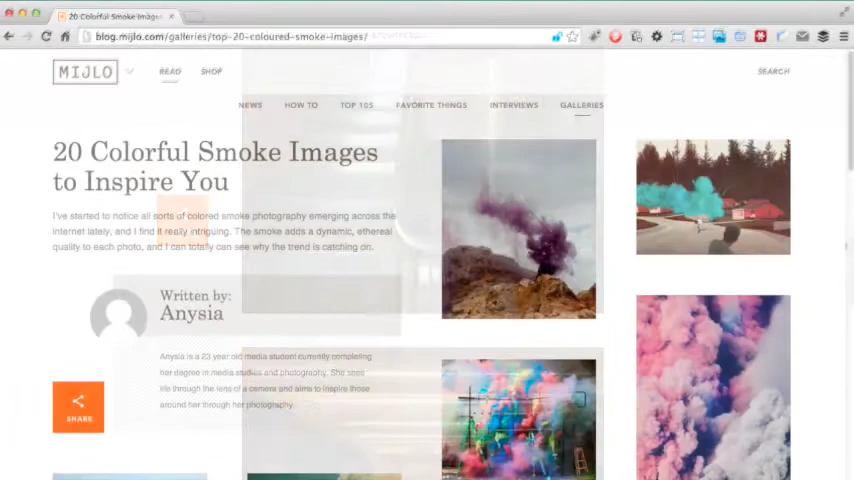 20 Colorful Smoke Images
blog.mijlo.com/galleries/top-20-coloured-smoke-images/
MIJLO
READ
SHOP
SEARCH
NEWS
HOW TO
TOP 10S
FAVORITE THINGS
INTERVIEWS
GALLERIES
20 Colorful Smoke Images
to Inspire You
I've started to notice all sorts of colored smoke photography emerging across the
internet lately, and I find it really intriguing. The smoke adds a dynamic, ethereal
quality to each photo, and I can totally can see why the trend is catching on.
Written by:
Anysia
Anysia is a 23 year old media student currently completing
her degree in media studies and photography. She sees
life through the lens of a camera and aims to inspire those
around her through her photography.
SHARE